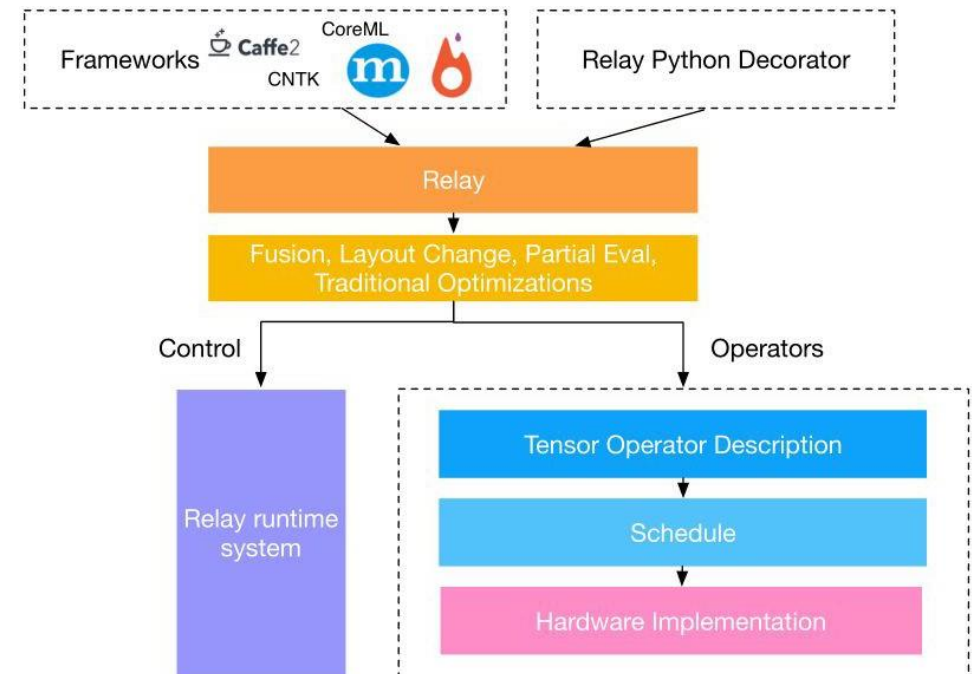 CoreML
Frameworks Caffe2
CNTK
m
Relay Python Decorator
Relay
Fusion, Layout Change, Partial Eval,
Traditional Optimizations
Control
Operators
Tensor Operator Description
Relay runtime
system
Schedule
Hardware Implementation